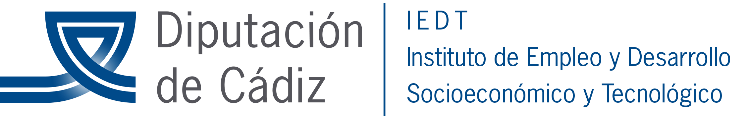 Diputación
de Cádiz
IEDT
Instituto de Empleo y Desarrollo
Socioeconómico y Tecnológico